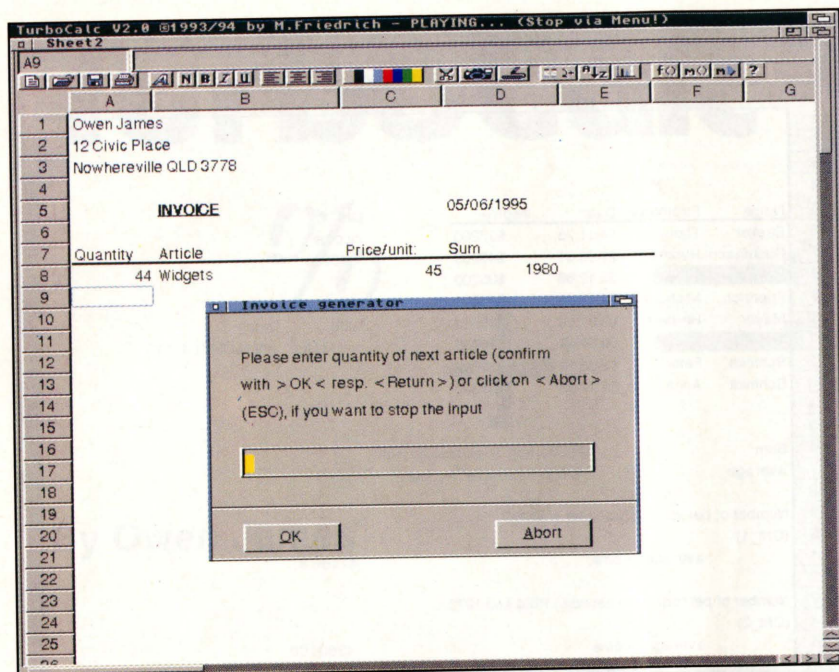 TurboCalc V2.0 ©1993/94 by M.Friedrich - PLAYING... (Stop via Menu!)
Sheet2
A9
N B Z U
A B C D E F G
1 Owen James
2 12 Civic Place
3 Nowhereville QLD 3778
4
5 INVOICE 05/06/1995
6
7 Quantity Article Price/unit: Sum
8 44 Widgets 45 1980
9
10
11
12
13
14
15
16
17
18
19
20
21
22
23
24
25
26
Invoice generator
Please enter quantity of next article (confirm
with >OK< resp. <Return>) or click on <Abort>
(ESC), if you want to stop the input
OK Abort